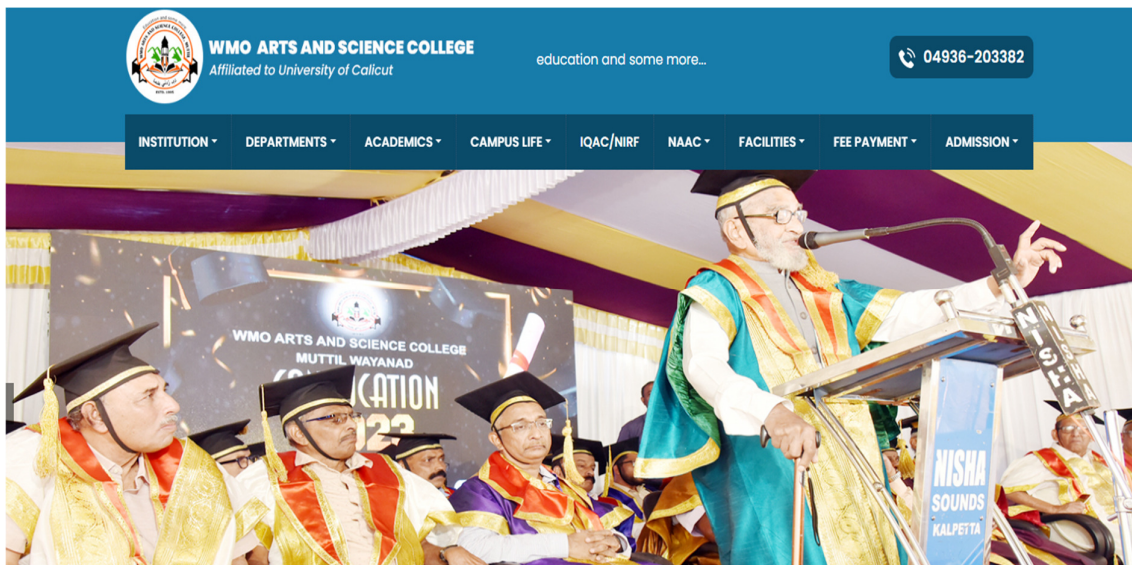 WMO ARTS AND SCIENCE COLLEGE
Affiliated to University of Calicut
education and some more...
04936-203382
INSTITUTION
DEPARTMENTS
ACADEMICS
CAMPUS LIFE
IQAC/NIRF
NAAC
FACILITIES
FEE PAYMENT
ADMISSION
WMO ARTS AND SCIENCE COLLEGE
MUTTIL WAYANAD
NISHA
NISHA
NISHA
SOUNDS
KALPETTA